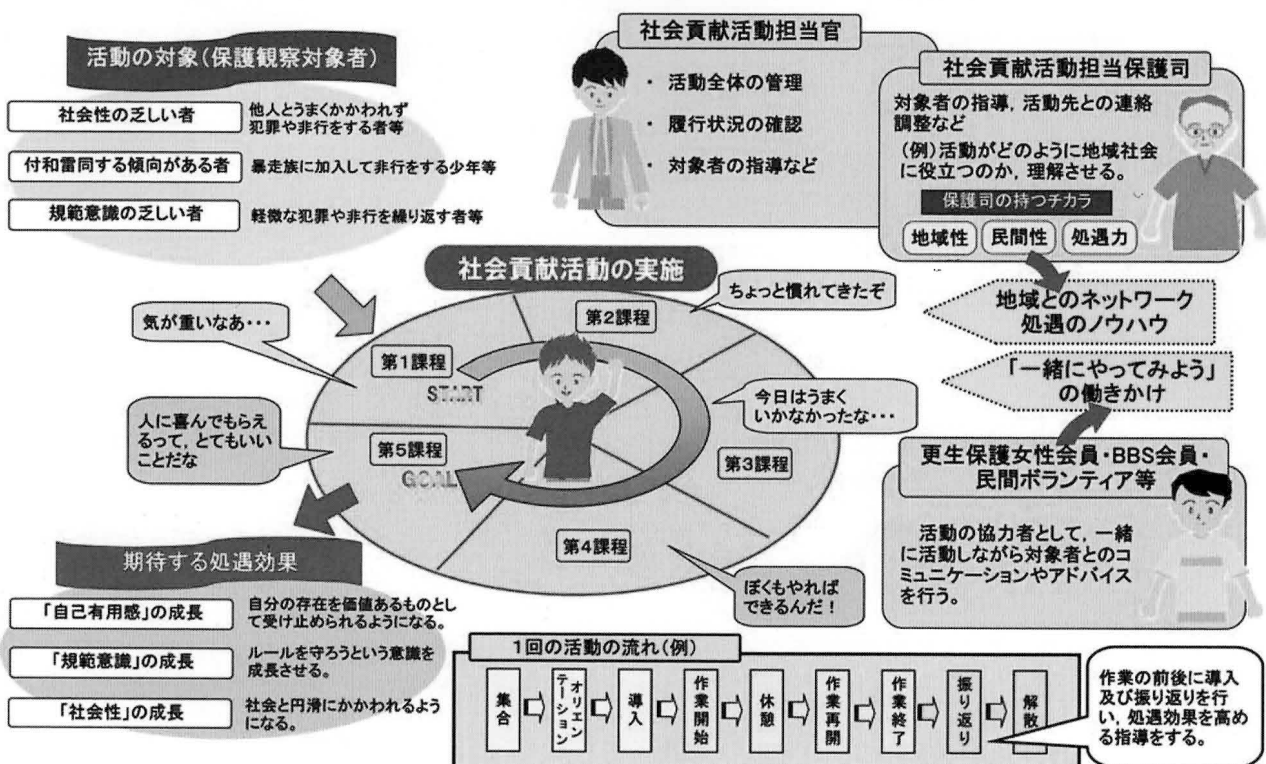 活動の対象(保護観察対象者)
社会性の乏しい者
他人とうまくかかわれず
犯罪や非行をする者等
付和雷同する傾向がある者
暴走族に加入して非行をする少年等
規範意識の乏しい者
軽微な犯罪や非行を繰り返す者等
社会貢献活動担当官
・ 活動全体の管理
・ 履行状況の確認
・ 対象者の指導など
社会貢献活動担当保護司
対象者の指導，活動先との連絡
調整など
(例)活動がどのように地域社会
に役立つのか，理解させる。
保護司の持つチカラ
地域性
民間性
処遇力
地域とのネットワーク
処遇のノウハウ
「一緒にやってみよう」
の働きかけ
更生保護女性会員・BBS会員・
民間ボランティア等
活動の協力者として，一緒
に活動しながら対象者とのコ
ミュニケーションやアドバイス
を行う。
社会貢献活動の実施
気が重いなあ・・・
第1課程
START
第2課程
ちょっと慣れてきたぞ
今日はうまく
いかなかったな・・・
第3課程
第4課程
ぼくもやれば
できるんだ！
第5課程
GOAL
人に喜んでもらえ
るって，とてもいい
ことだな
期待する処遇効果
「自己有用感」の成長
自分の存在を価値あるものとし
て受け止められるようになる。
「規範意識」の成長
ルールを守ろうという意識を
成長させる。
「社会性」の成長
社会と円滑にかかわれるよう
になる。
1回の活動の流れ(例)
集合
オリエン
テーション
導入
作業開始
休憩
作業再開
作業終了
振り返り
解散
作業の前後に導入
及び振り返りを行
い，処遇効果を高め
る指導をする。